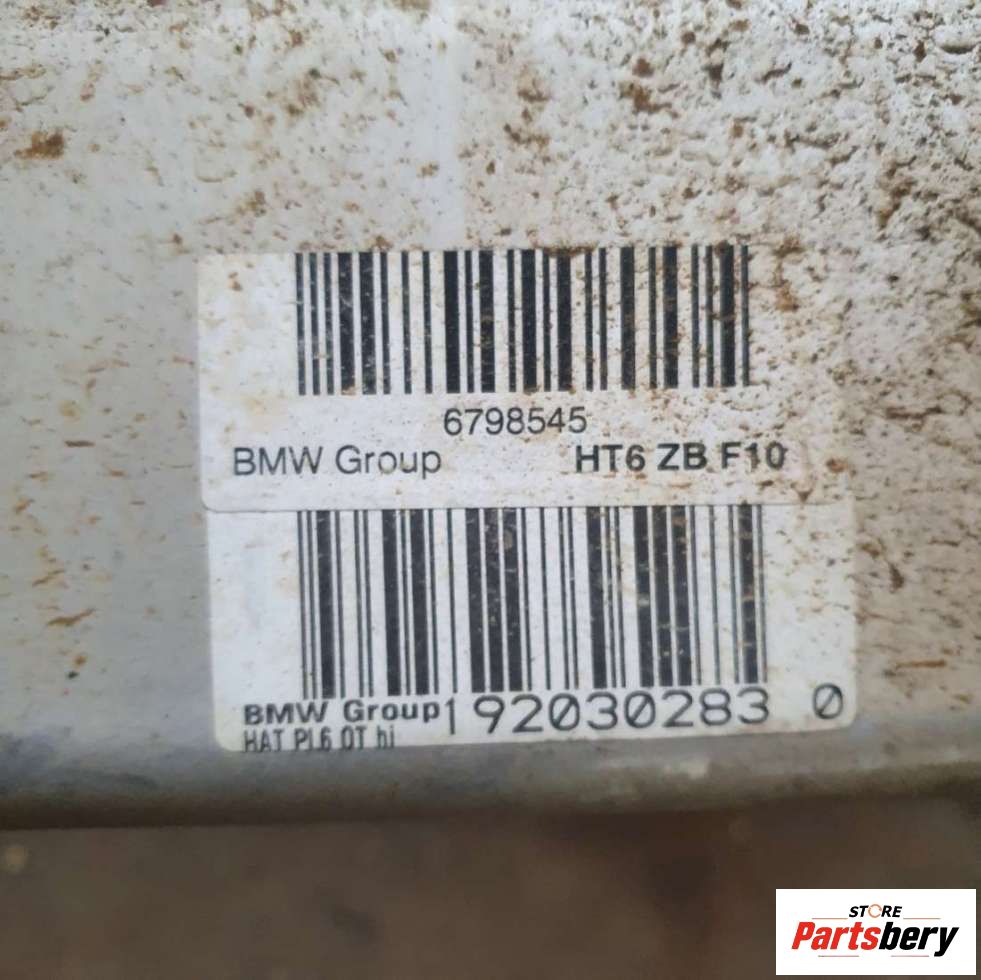 6798545
BMW Group HT6 ZB F10
BMW Group 192030283 0
HAT PL6 OT hi
STORE
Partsbery